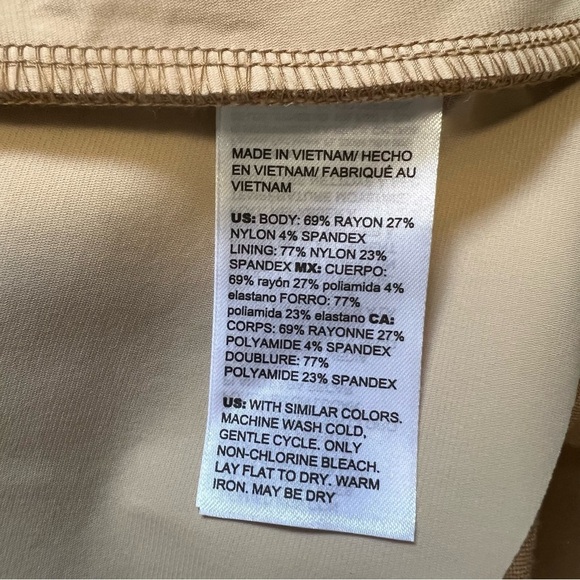 MADE IN VIETNAM/ HECHO
EN VIETNAM/ FABRIQUÉ AU
VIETNAM
US: BODY: 69% RAYON 27%
NYLON 4% SPANDEX
LINING: 77% NYLON 23%
SPANDEX MX: CUERPO:
69% rayón 27% poliamida 4%
elastano FORRO: 77%
poliamida 23% elastano CA:
CORPS: 69% RAYONNE 27%
POLYAMIDE 4% SPANDEX
DOUBLURE: 77%
POLYAMIDE 23% SPANDEX
US: WITH SIMILAR COLORS.
MACHINE WASH COLD,
GENTLE CYCLE. ONLY
NON-CHLORINE BLEACH.
LAY FLAT TO DRY. WARM
IRON. MAY BE DRY